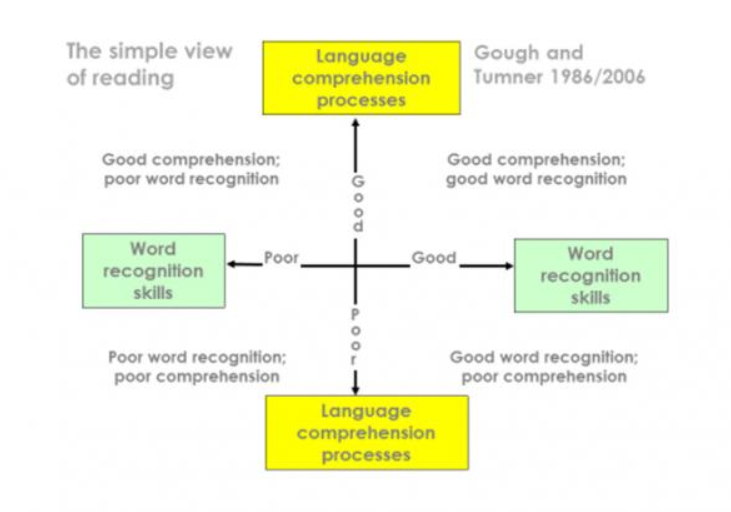 The simple view
of reading
Language
comprehension
processes
Gough and
Tumner 1986/2006
Good comprehension;
poor word recognition
Good comprehension;
good word recognition
Good
Word
recognition
skills
Poor
Good
Word
recognition
skills
Poor
Poor word recognition;
poor comprehension
Good word recognition;
poor comprehension
Language
comprehension
processes